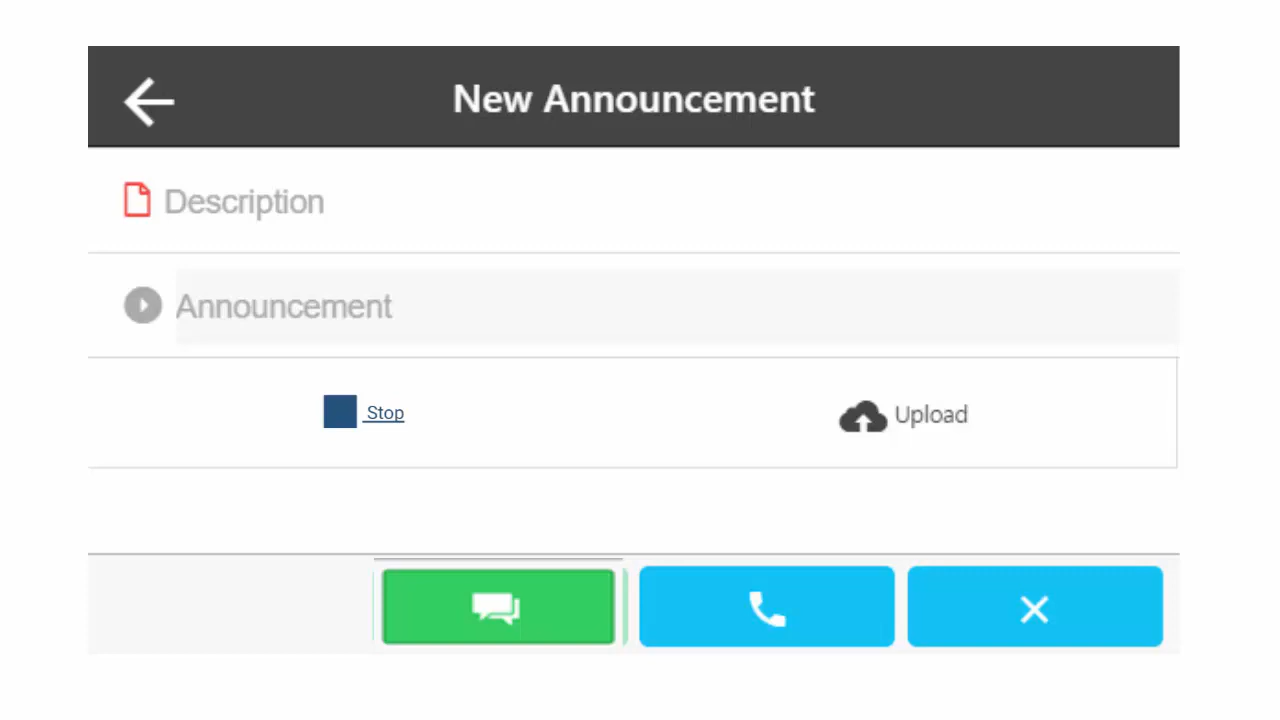 New Announcement
Description
Announcement
Stop
Upload